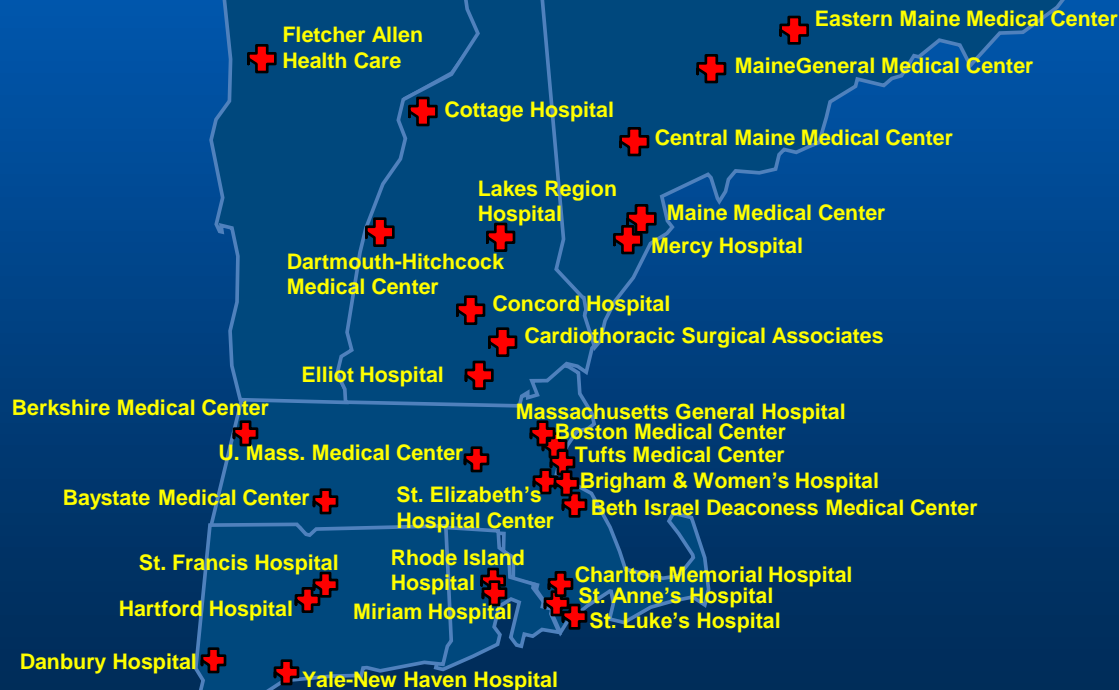 Eastern Maine Medical Center
Fletcher Allen
Health Care
MaineGeneral Medical Center
Cottage Hospital
Central Maine Medical Center
Lakes Region
Hospital
Maine Medical Center
Mercy Hospital
Dartmouth-Hitchcock
Medical Center
Concord Hospital
Cardiothoracic Surgical Associates
Elliot Hospital
Berkshire Medical Center
Massachusetts General Hospital
Boston Medical Center
U. Mass. Medical Center
Tufts Medical Center
Brigham & Women’s Hospital
Baystate Medical Center
St. Elizabeth’s
Hospital Center
Beth Israel Deaconess Medical Center
St. Francis Hospital
Rhode Island
Hospital
Charlton Memorial Hospital
St. Anne’s Hospital
Hartford Hospital
Miriam Hospital
St. Luke’s Hospital
Danbury Hospital
Yale-New Haven Hospital